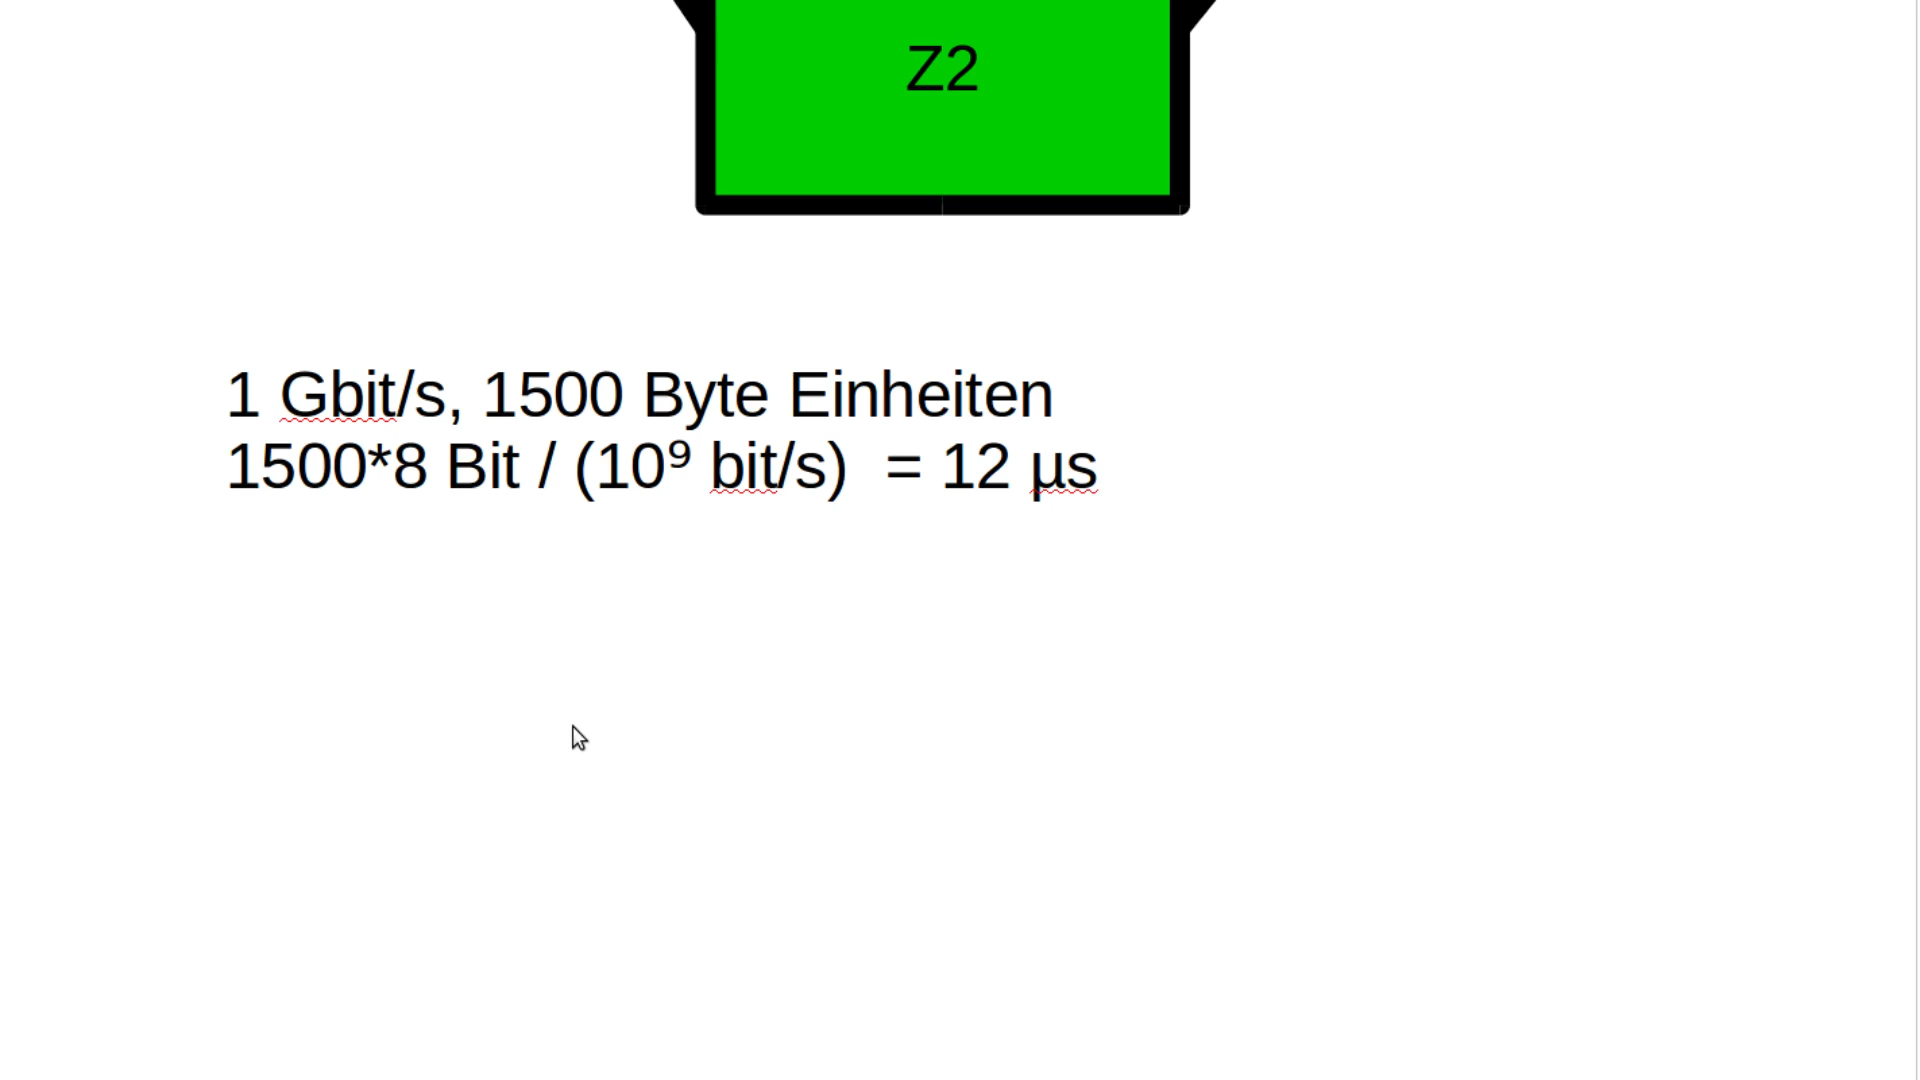 Z2
1 Gbit/s, 1500 Byte Einheiten
1500*8 Bit / (10⁹ bit/s)  = 12 µs